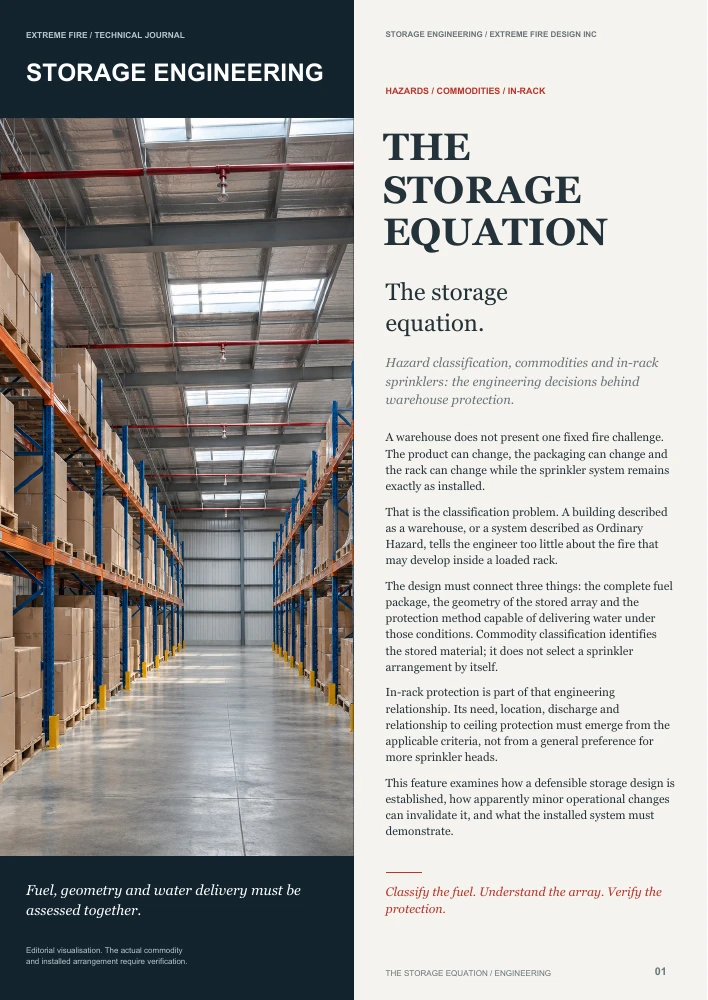 EXTREME FIRE / TECHNICAL JOURNAL
STORAGE ENGINEERING
Fuel, geometry and water delivery must be
assessed together.
Editorial visualisation. The actual commodity
and installed arrangement require verification.
STORAGE ENGINEERING / EXTREME FIRE DESIGN INC
HAZARDS / COMMODITIES / IN-RACK
THE
STORAGE
EQUATION
The storage
equation.
Hazard classification, commodities and in-rack
sprinklers: the engineering decisions behind
warehouse protection.
A warehouse does not present one fixed fire challenge.
The product can change, the packaging can change and
the rack can change while the sprinkler system remains
exactly as installed.
That is the classification problem. A building described
as a warehouse, or a system described as Ordinary
Hazard, tells the engineer too little about the fire that
may develop inside a loaded rack.
The design must connect three things: the complete fuel
package, the geometry of the stored array and the
protection method capable of delivering water under
those conditions. Commodity classification identifies
the stored material; it does not select a sprinkler
arrangement by itself.
In-rack protection is part of that engineering
relationship. Its need, location, discharge and
relationship to ceiling protection must emerge from the
applicable criteria, not from a general preference for
more sprinkler heads.
This feature examines how a defensible storage design is
established, how apparently minor operational changes
can invalidate it, and what the installed system must
demonstrate.
Classify the fuel. Understand the array. Verify the
protection.
THE STORAGE EQUATION / ENGINEERING
01